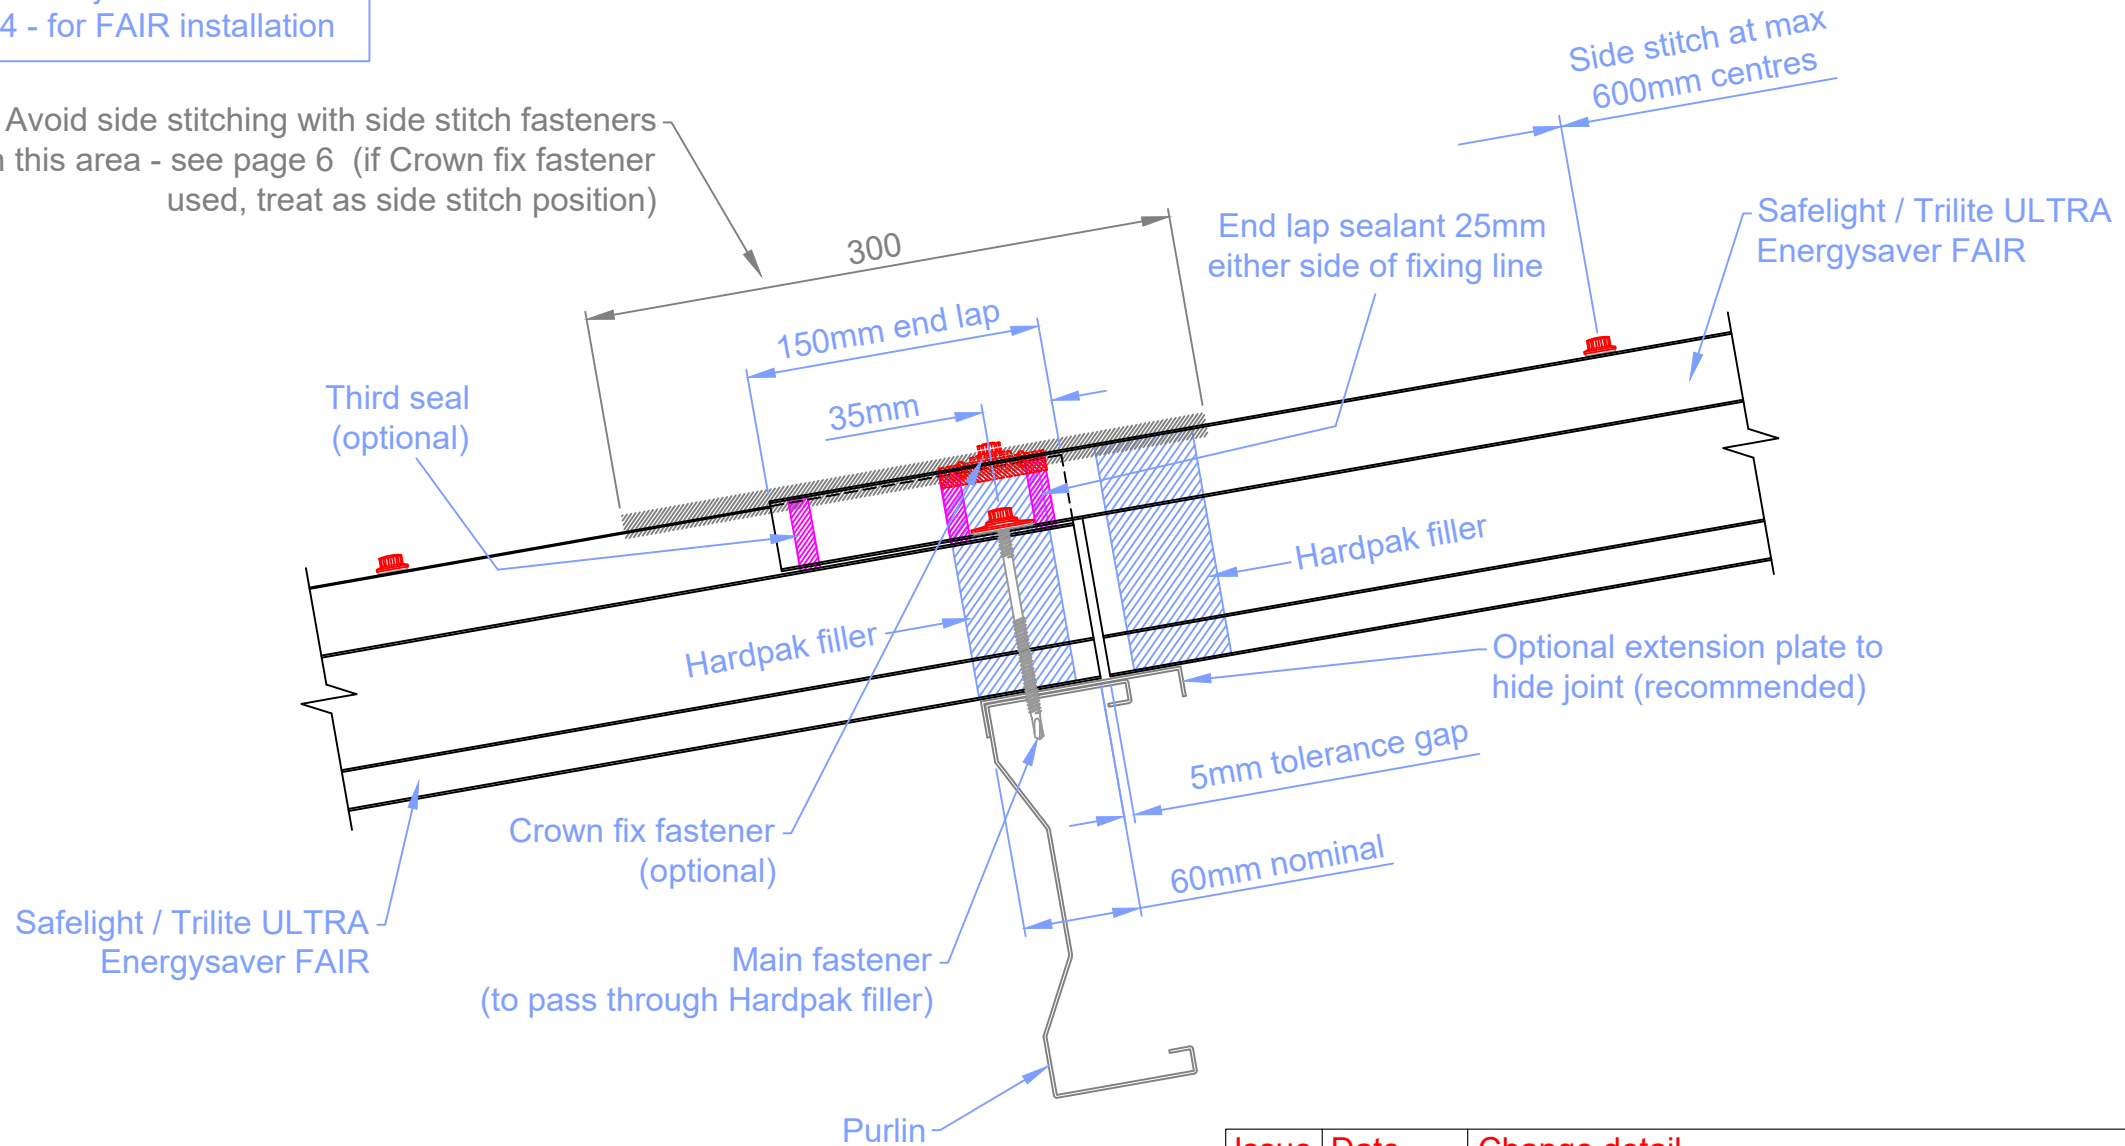 4 - for FAIR installation
Avoid side stitching with side stitch fasteners
this area - see page 6 (if Crown fix fastener
used, treat as side stitch position)
Side stitch at max
600mm centres
Safelight / Trilite ULTRA
Energysaver FAIR
300
End lap sealant 25mm
either side of fixing line
150mm end lap
35mm
Third seal
(optional)
Hardpak filler
Hardpak filler
Optional extension plate to
hide joint (recommended)
5mm tolerance gap
60mm nominal
Crown fix fastener
(optional)
Safelight / Trilite ULTRA
Energysaver FAIR
Main fastener
(to pass through Hardpak filler)
Purlin
Issue Date Change detail